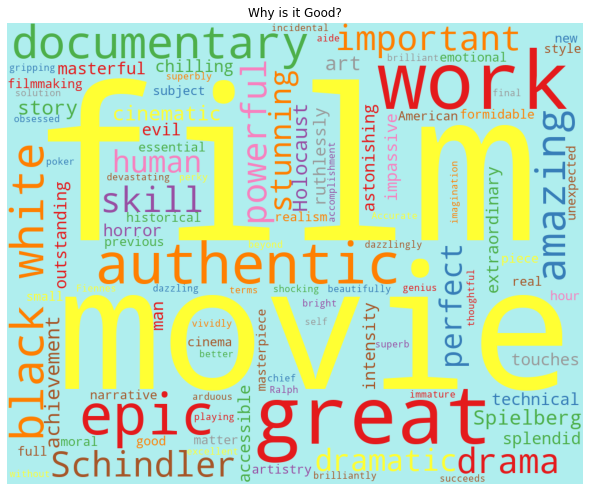 Why is it Good?
incidental
aide
documentary
important
new
style
gripping
masterful
chilling
art
brilliant
emotional
work
filmmaking
superbly
solution
subject
final
film
story
cinematic
powerful
stunning
Holocaust
ruthlessly
astonishing
impassive
American
formidable
obsessed
evil
essential
poker
human
devastating
accomplishment
imagination
amazing
unexpected
white
outstanding
skill
historical
realism
Accurate
horror
previous
beyond
dazzlingly
extraordinary
piece
authentic
perfect
thoughtful
real
small
dazzling
terms
shocking
beautifully
genius
hour
man
movie
vividly
bright
self
superb
intensity
touches
black
achievement
cinema
better
masterpiece
chief
Ralph
narrative
arduous
playing
immature
technical
epic
great
Spielberg
full
moral
good
matter
accessible
splendid
Schindler
artistry
dramatic
drama
without
brilliantly
succeeds